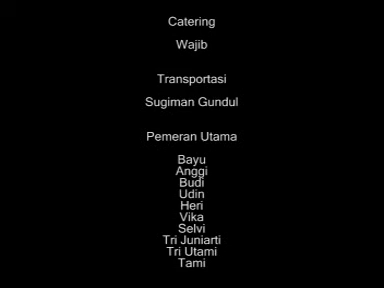 Catering
Wajib
Transportasi
Sugiman Gundul
Pemeran Utama
Bayu
Anggi
Budi
Udin
Heri
Vika
Selvi
Tri Juniarti
Tri Utami
Tami